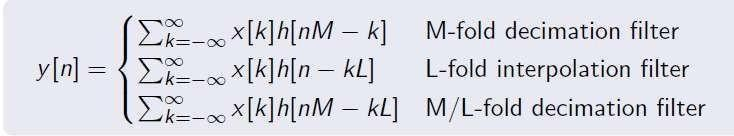 y[n] = { ∑_{k=−∞}^{∞} x[k]h[nM − k] M-fold decimation filter
∑_{k=−∞}^{∞} x[k]h[n − kL] L-fold interpolation filter
∑_{k=−∞}^{∞} x[k]h[nM − kL] M/L-fold decimation filter